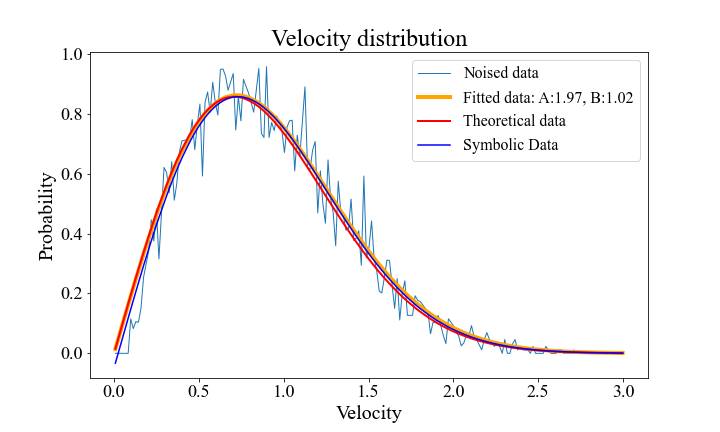 Velocity distribution
Noised data
Fitted data: A:1.97, B:1.02
Theoretical data
Symbolic Data
Probability
1.0
0.8
0.6
0.4
0.2
0.0
0.0 0.5 1.0 1.5 2.0 2.5 3.0
Velocity